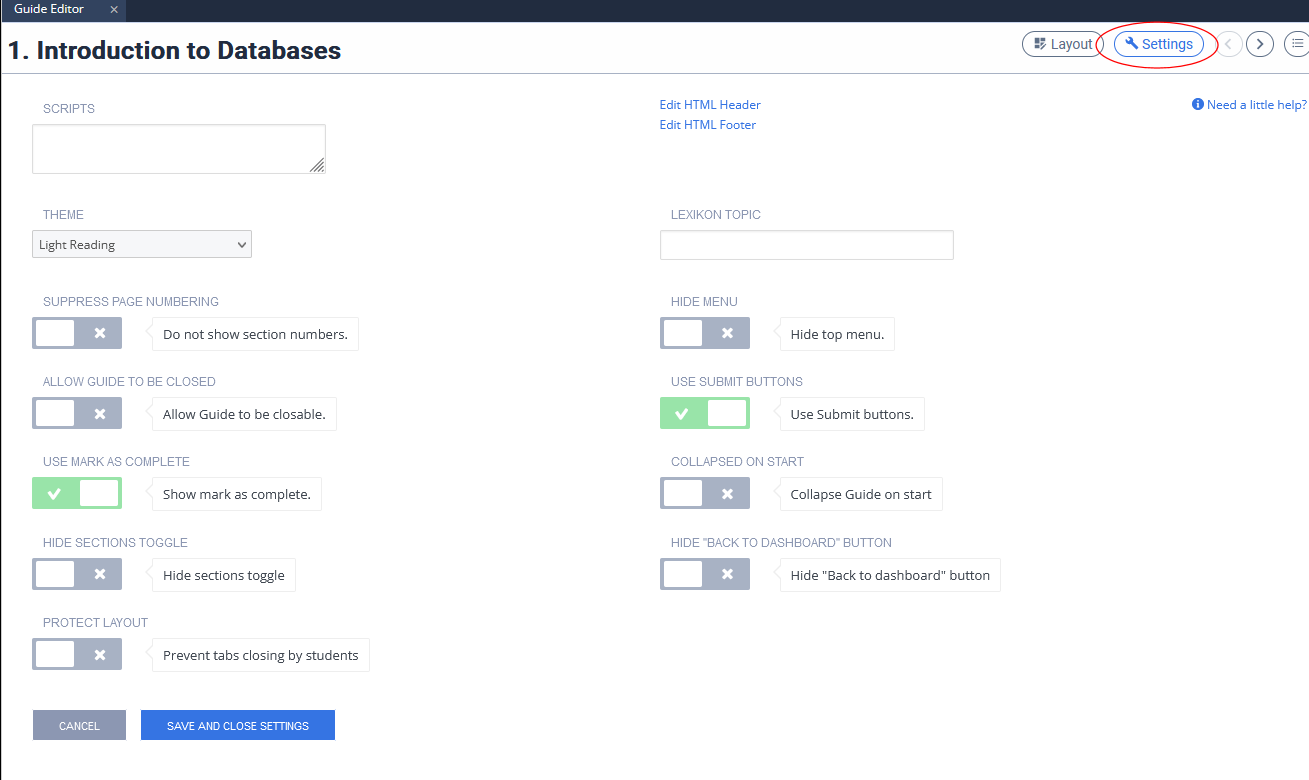 Guide Editor ×
1. Introduction to Databases
Layout
Settings
SCRIPTS
Edit HTML Header
Edit HTML Footer
Need a little help?
THEME
Light Reading
LEXIKON TOPIC
SUPPRESS PAGE NUMBERING
Do not show section numbers.
HIDE MENU
Hide top menu.
ALLOW GUIDE TO BE CLOSED
Allow Guide to be closable.
USE SUBMIT BUTTONS
Use Submit buttons.
USE MARK AS COMPLETE
Show mark as complete.
COLLAPSED ON START
Collapse Guide on start
HIDE SECTIONS TOGGLE
Hide sections toggle
HIDE "BACK TO DASHBOARD" BUTTON
Hide "Back to dashboard" button
PROTECT LAYOUT
Prevent tabs closing by students
CANCEL
SAVE AND CLOSE SETTINGS